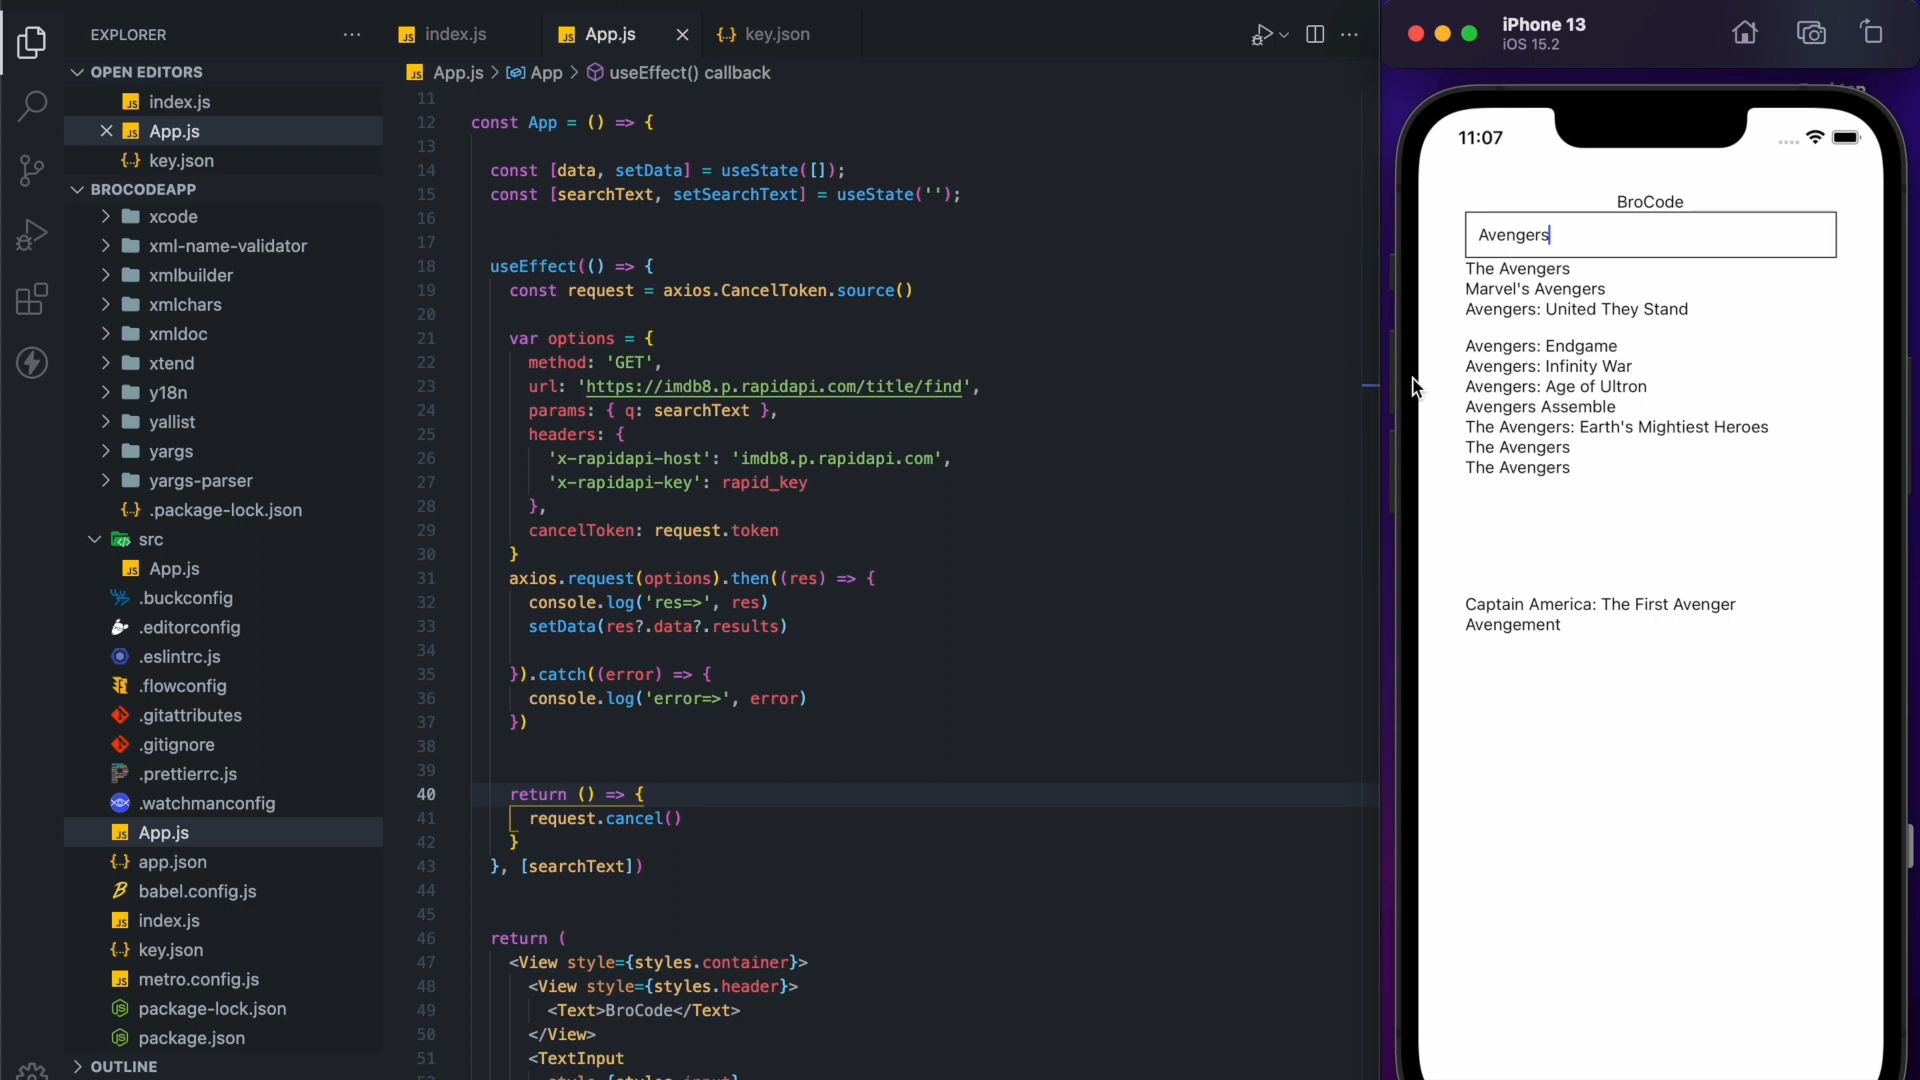 EXPLORER
OPEN EDITORS
index.js
App.js
key.json
BROCODEAPP
xcode
xml-name-validator
xmlbuilder
xmlchars
xmldoc
xtend
y18n
yallist
yargs
yargs-parser
.package-lock.json
src
App.js
.buckconfig
.editorconfig
.eslintrc.js
.flowconfig
.gitattributes
.gitignore
.prettierrc.js
.watchmanconfig
App.js
app.json
babel.config.js
index.js
key.json
metro.config.js
package-lock.json
package.json
OUTLINE
index.js App.js key.json
App.js > App > useEffect() callback
11
12 const App = () => {
13
14 const [data, setData] = useState([]);
15 const [searchText, setSearchText] = useState('');
16
17
18 useEffect(() => {
19 const request = axios.CancelToken.source()
20
21 var options = {
22 method: 'GET',
23 url: 'https://imdb8.p.rapidapi.com/title/find',
24 params: { q: searchText },
25 headers: {
26 'x-rapidapi-host': 'imdb8.p.rapidapi.com',
27 'x-rapidapi-key': rapid_key
28 },
29 cancelToken: request.token
30 }
31 axios.request(options).then((res) => {
32 console.log('res=>', res)
33 setData(res?.data?.results)
34
35 }).catch((error) => {
36 console.log('error=>', error)
37 })
38
39
40 return () => {
41 request.cancel()
42 }
43 }, [searchText])
44
45
46 return (
47 <View style={styles.container}>
48 <View style={styles.header}>
49 <Text>BroCode</Text>
50 </View>
51 <TextInput
iPhone 13
iOS 15.2
11:07
BroCode
Avengers
The Avengers
Marvel's Avengers
Avengers: United They Stand
Avengers: Endgame
Avengers: Infinity War
Avengers: Age of Ultron
Avengers Assemble
The Avengers: Earth's Mightiest Heroes
The Avengers
The Avengers
Captain America: The First Avenger
Avengement